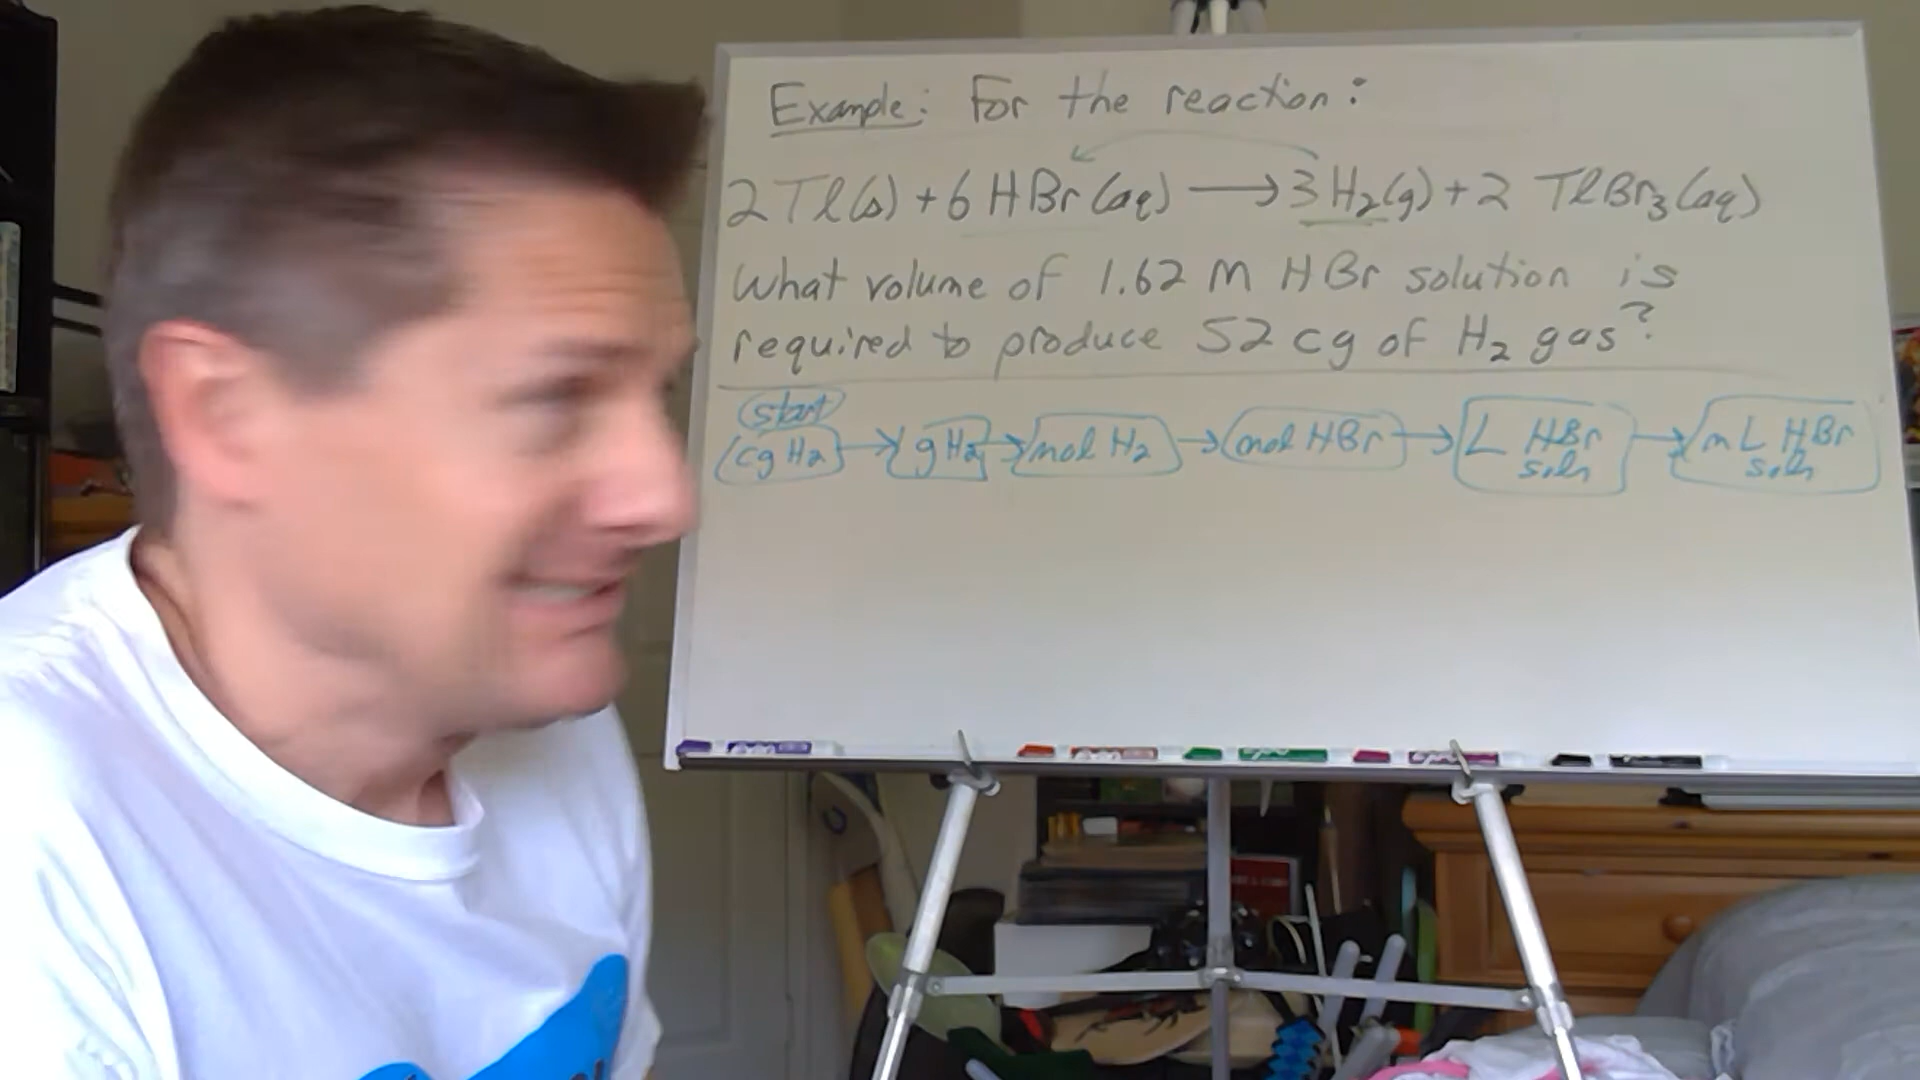 Example: For the reaction:
2 Tl(s) + 6 HBr (aq) → 3 H₂(g) + 2 TlBr₃(aq)
What volume of 1.62 M HBr solution is
required to produce 52 cg of H₂ gas?
start
cg H₂ → g H₂ → mol H₂ → mol HBr → L HBr soln → mL HBr soln